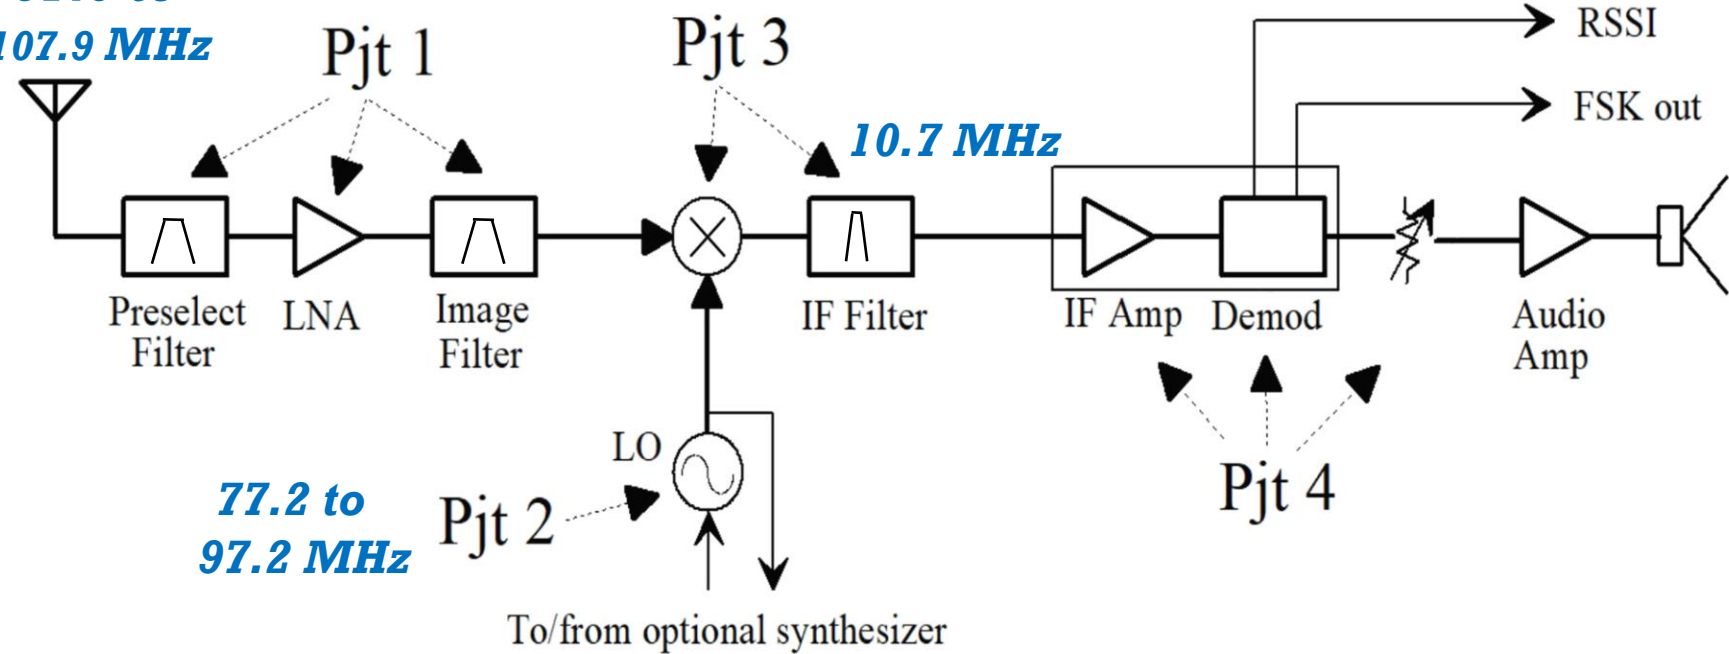 107.9 MHz
Pjt 1
Pjt 3
RSSI
FSK out
10.7 MHz
Preselect
Filter
LNA
Image
Filter
IF Filter
IF Amp
Demod
Audio
Amp
LO
77.2 to
97.2 MHz
Pjt 2
Pjt 4
To/from optional synthesizer